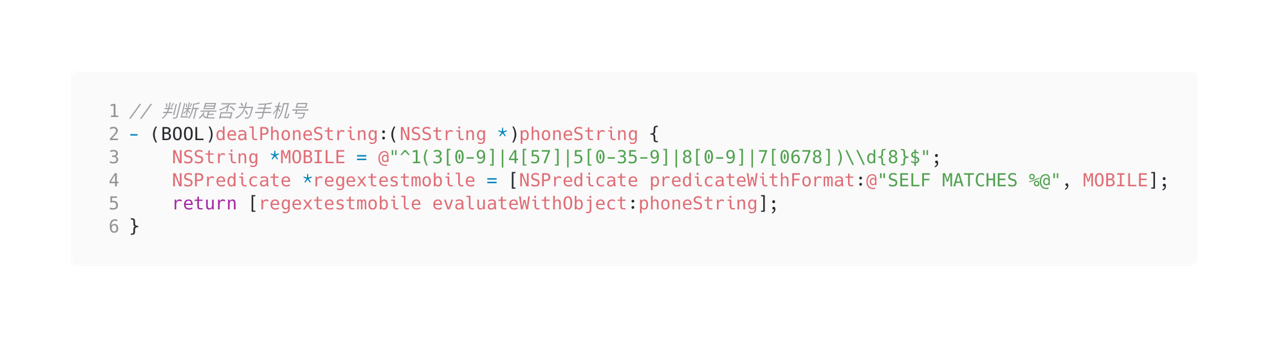 1 // 判断是否为手机号
2 - (BOOL)dealPhoneString:(NSString *)phoneString {
3     NSString *MOBILE = @"^1(3[0-9]|4[57]|5[0-35-9]|8[0-9]|7[0678])\\d{8}$";
4     NSPredicate *regextestmobile = [NSPredicate predicateWithFormat:@"SELF MATCHES %@", MOBILE];
5     return [regextestmobile evaluateWithObject:phoneString];
6 }